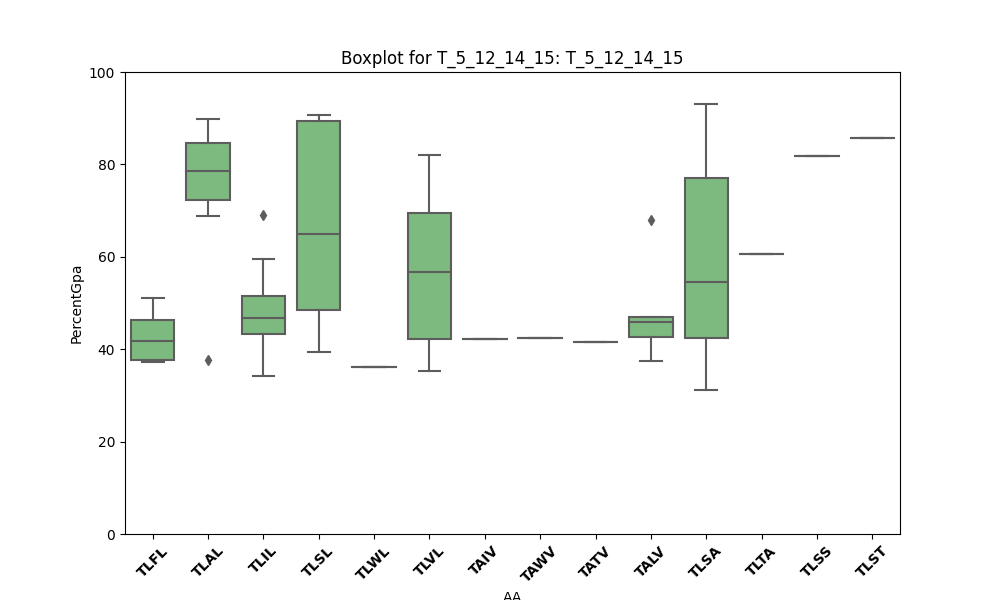 Boxplot for T_5_12_14_15: T_5_12_14_15
100
80
60
40
20
0
PercentGpa
TLFL TLAL TLIL TLSL TLWL TLVL TAIV TAWV TATV TALV TLSA TLTA TLSS TLST
AA